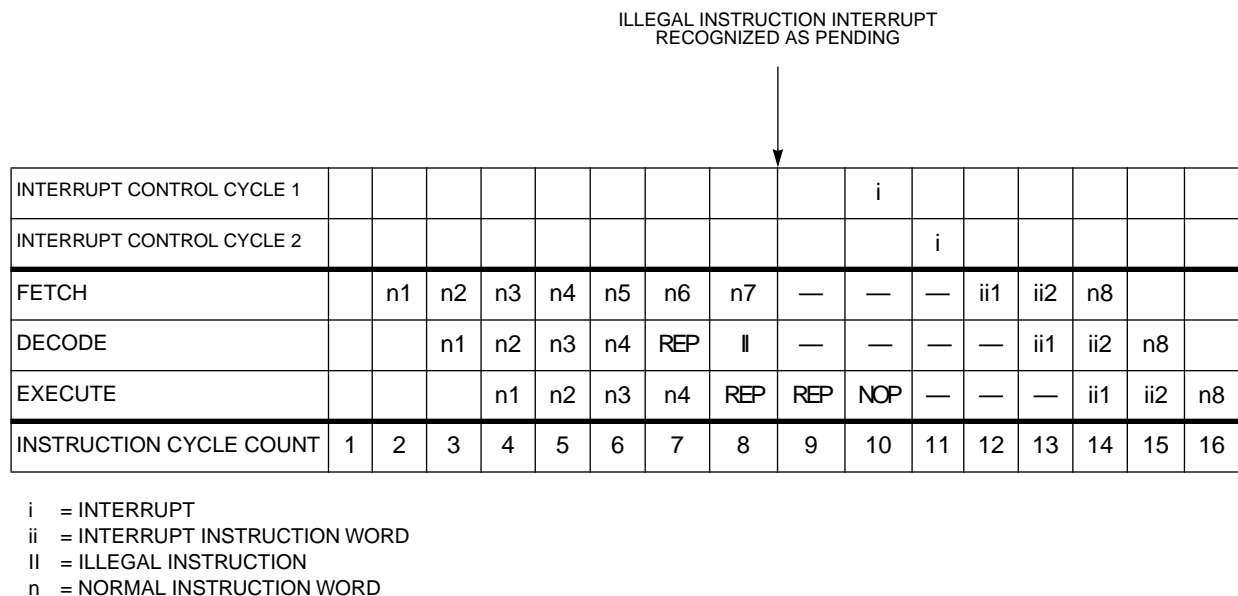 ILLEGAL INSTRUCTION INTERRUPT
RECOGNIZED AS PENDING
INTERRUPT CONTROL CYCLE 1 i
INTERRUPT CONTROL CYCLE 2 i
FETCH n1 n2 n3 n4 n5 n6 n7 — — — ii1 ii2 n8
DECODE n1 n2 n3 n4 REP II — — — — ii1 ii2 n8
EXECUTE n1 n2 n3 n4 REP REP NOP — — — ii1 ii2 n8
INSTRUCTION CYCLE COUNT 1 2 3 4 5 6 7 8 9 10 11 12 13 14 15 16
i = INTERRUPT
ii = INTERRUPT INSTRUCTION WORD
II = ILLEGAL INSTRUCTION
n = NORMAL INSTRUCTION WORD